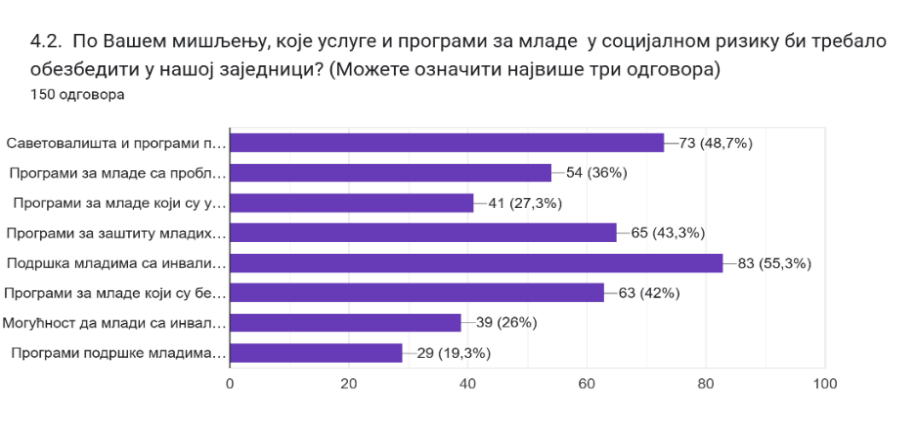 4.2. По Вашем мишљењу, које услуге и програми за младе у социјалном ризику би требало
обезбедити у нашој заједници? (Можете означити највише три одговора)
150 одговора
Саветовалишта и програми п... 73 (48,7%)
Програми за младе са пробл... 54 (36%)
Програми за младе који су у... 41 (27,3%)
Програми за заштиту младих... 65 (43,3%)
Подршка младима са инвали... 83 (55,3%)
Програми за младе који су бе... 63 (42%)
Могућност да млади са инвал... 39 (26%)
Програми подршке младима... 29 (19,3%)
0 20 40 60 80 100